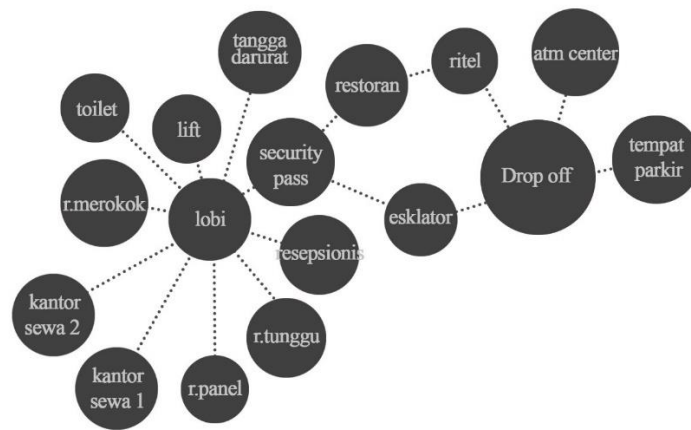 tangga
darurat
ritel
atm center
restoran
toilet
lift
security
pass
tempat
parkir
Drop off
r.merokok
lobi
esklator
resepsionis
kantor
sewa 2
r.tunggu
kantor
sewa 1
r.panel